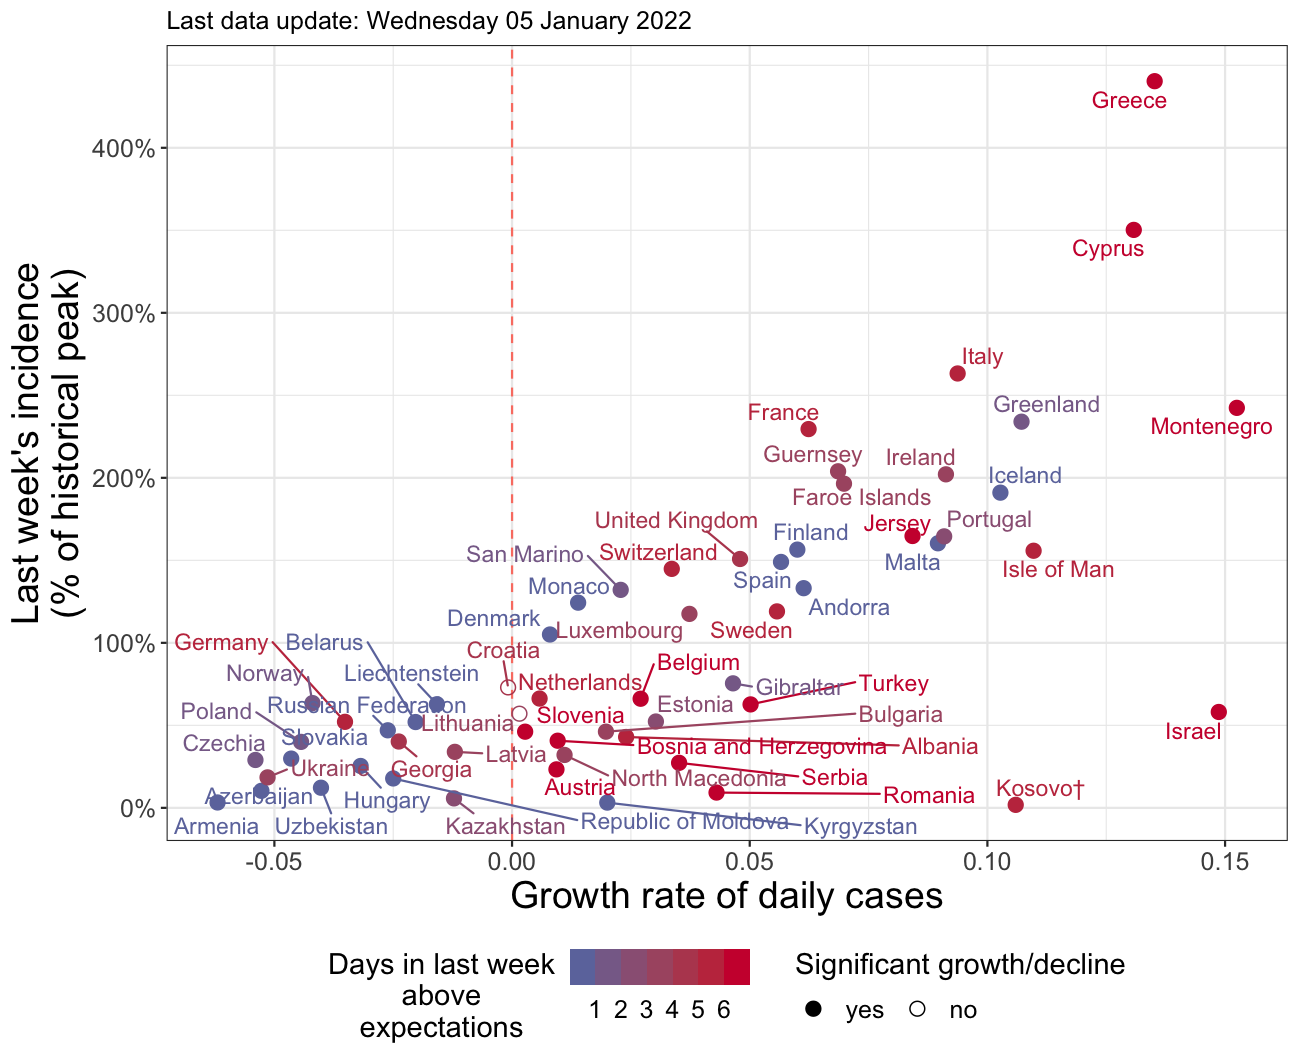 Last data update: Wednesday 05 January 2022
Last week's incidence
(% of historical peak)
400%
300%
200%
100%
0%
Greece
Cyprus
Italy
Greenland
France
Montenegro
Guernsey
Ireland
Iceland
Faroe Islands
United Kingdom
Jersey
Portugal
Finland
San Marino
Switzerland
Malta
Isle of Man
Monaco
Spain
Andorra
Denmark
Luxembourg
Sweden
Germany
Belarus
Croatia
Belgium
Norway
Liechtenstein
Netherlands
Gibraltar
Turkey
Russian Federation
Estonia
Poland
Lithuania
Slovenia
Bulgaria
Israel
Slovakia
Czechia
Latvia
Bosnia and Herzegovina
Albania
Ukraine
Georgia
North Macedonia
Serbia
Austria
Kosovo†
Azerbaijan
Hungary
Romania
Armenia
Uzbekistan
Kazakhstan
Republic of Moldova
Kyrgyzstan
-0.05
0.00
0.05
0.10
0.15
Growth rate of daily cases
Days in last week
above
expectations
1 2 3 4 5 6
Significant growth/decline
yes
no